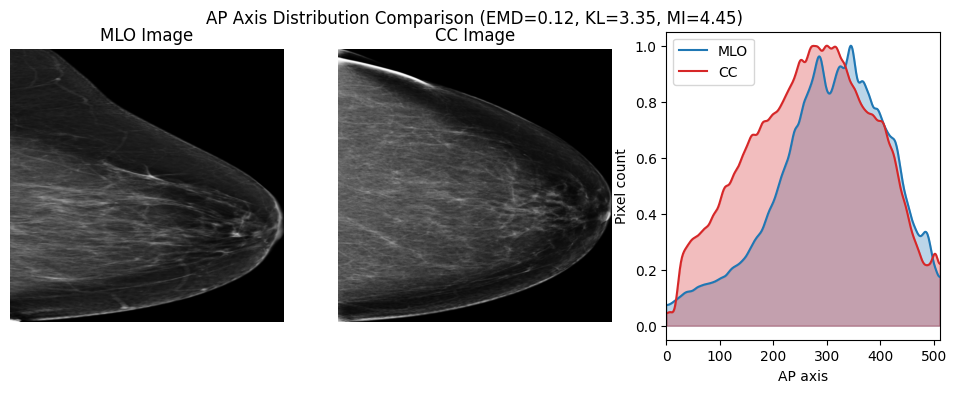 AP Axis Distribution Comparison (EMD=0.12, KL=3.35, MI=4.45)
MLO Image
CC Image
MLO
CC
Pixel count
1.0
0.8
0.6
0.4
0.2
0.0
0 100 200 300 400 500
AP axis